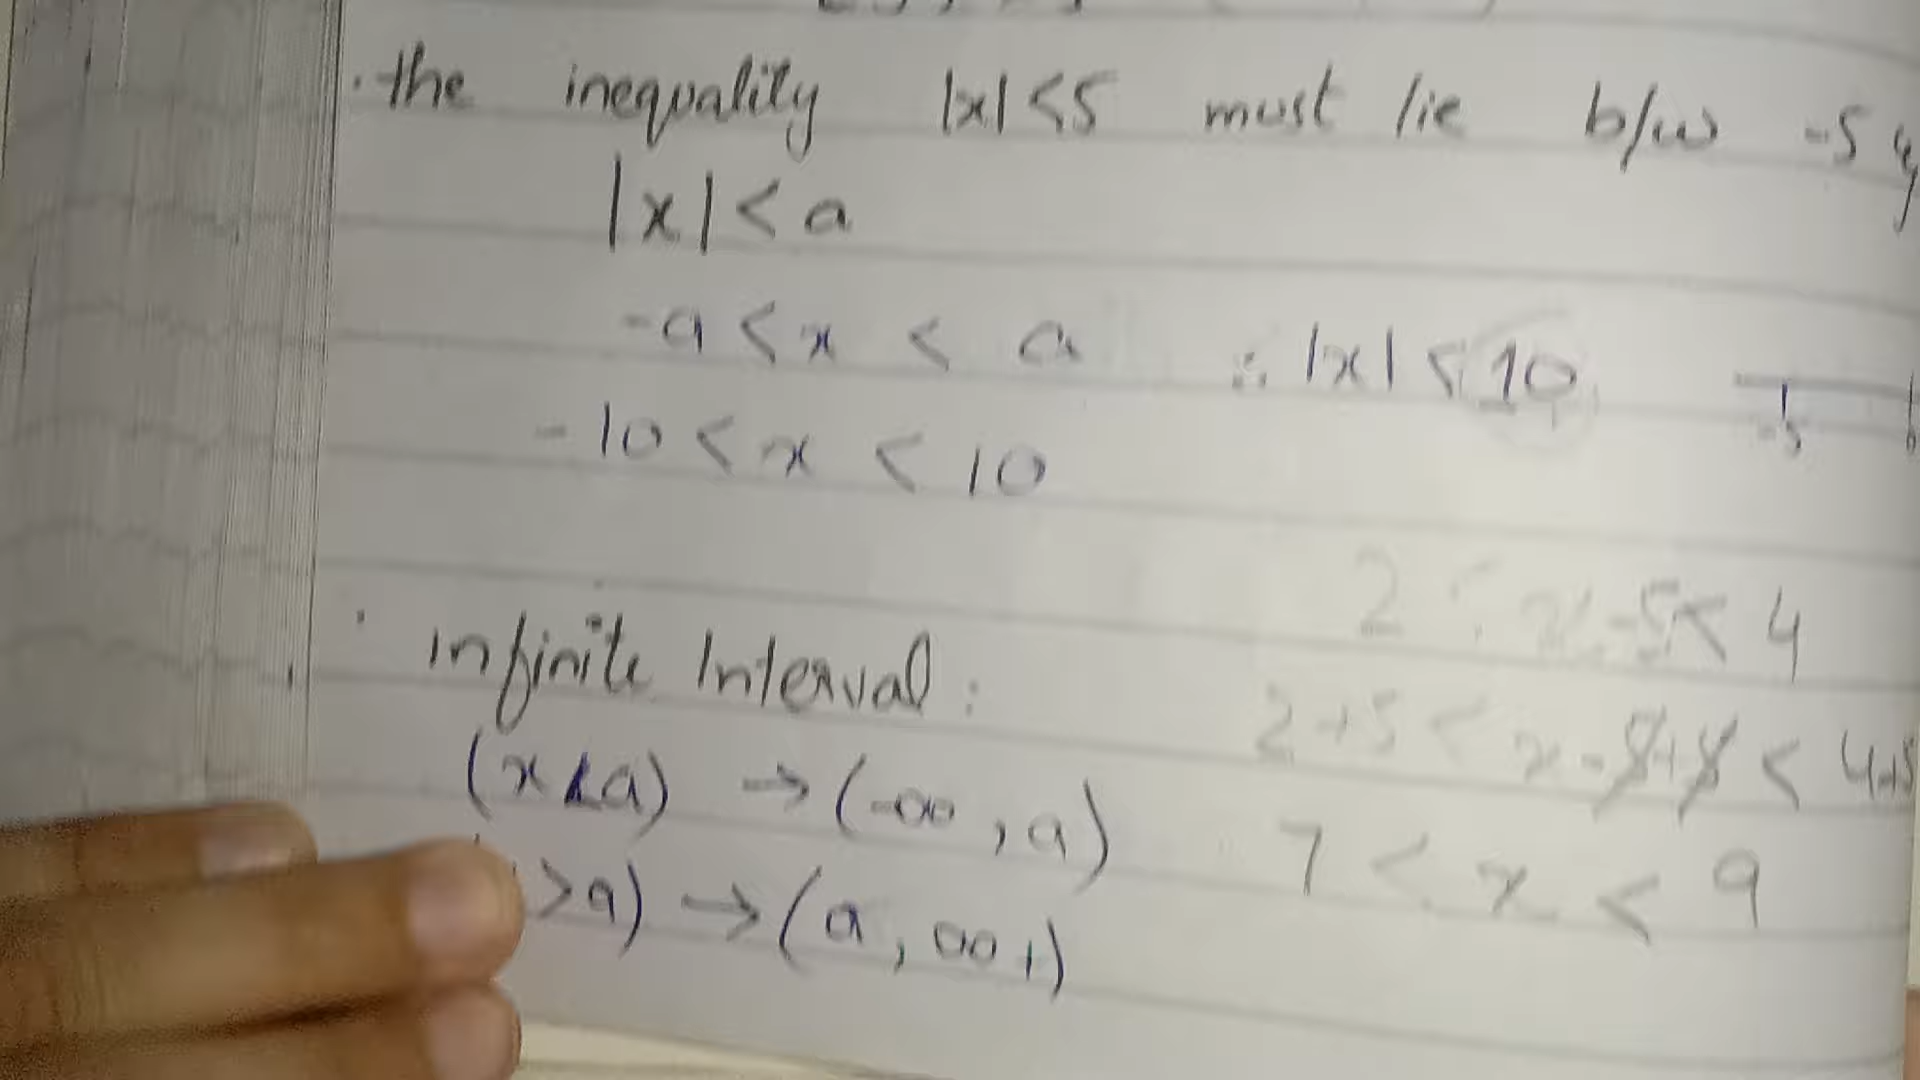 . the inequality |x| < 5 must lie b/w -5 &
|x| < a
-a < x < a ∴ |x| < 10
-5
-10 < x < 10
2 < x - 5 < 4
. infinite Interval :
2+5 < x - 5+5 < 4+5
(x < a) → (-∞ , a)
7 < x < 9
> a) → (a , ∞+)